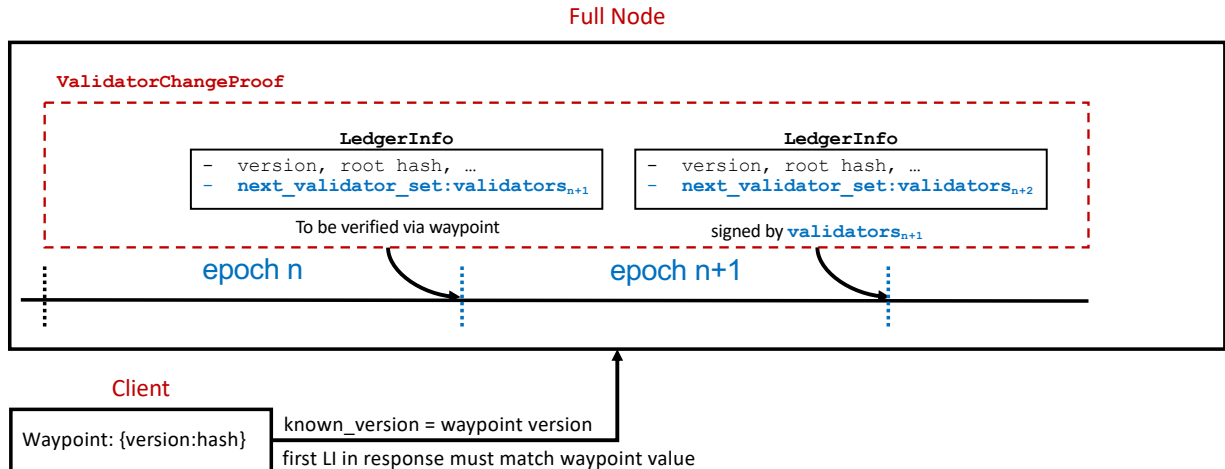 Full Node
ValidatorChangeProof
LedgerInfo
- version, root hash, …
- next_validator_set:validatorsn+1
To be verified via waypoint
LedgerInfo
- version, root hash, …
- next_validator_set:validatorsn+2
signed by validatorsn+1
epoch n
epoch n+1
Client
Waypoint: {version:hash}
known_version = waypoint version
first LI in response must match waypoint value